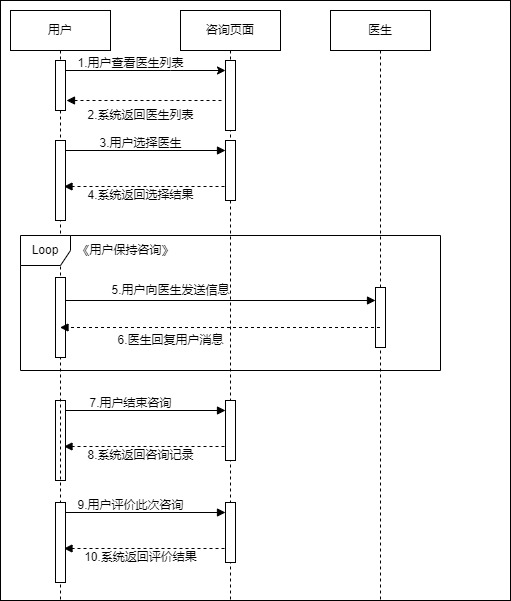 用户
咨询页面
医生
1.用户查看医生列表
2.系统返回医生列表
3.用户选择医生
4.系统返回选择结果
Loop
《用户保持咨询》
5.用户向医生发送信息
6.医生回复用户消息
7.用户结束咨询
8.系统返回咨询记录
9.用户评价此次咨询
10.系统返回评价结果